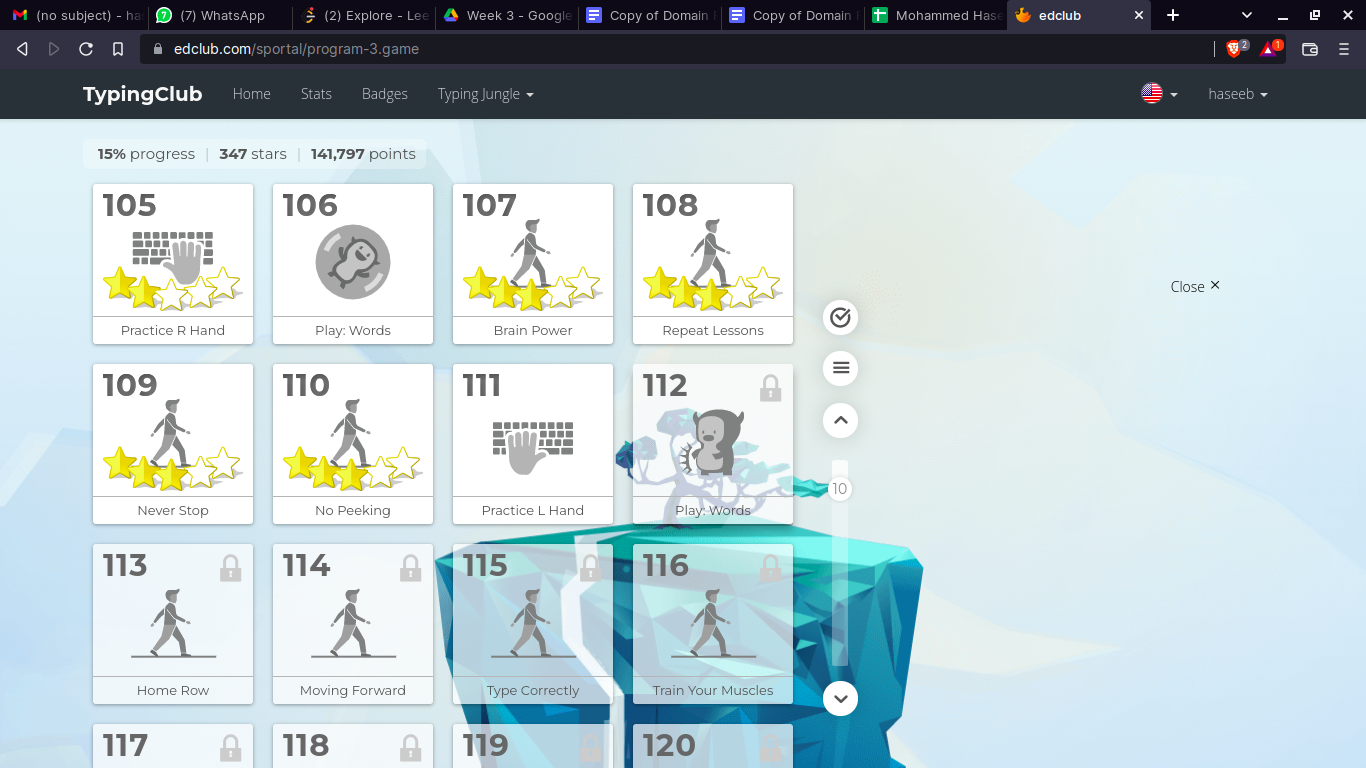 (no subject) - ha
(7) WhatsApp
(2) Explore - Lee
Week 3 - Google
Copy of Domain
Copy of Domain
Mohammed Hase
edclub
edclub.com/sportal/program-3.game
2
1
TypingClub
Home
Stats
Badges
Typing Jungle
haseeb
15% progress | 347 stars | 141,797 points
105
106
107
108
Practice R Hand
Play: Words
Brain Power
Repeat Lessons
Close ×
109
110
111
112
Never Stop
No Peeking
Practice L Hand
Play: Words
10
113
114
115
116
Home Row
Moving Forward
Type Correctly
Train Your Muscles
117
118
119
120